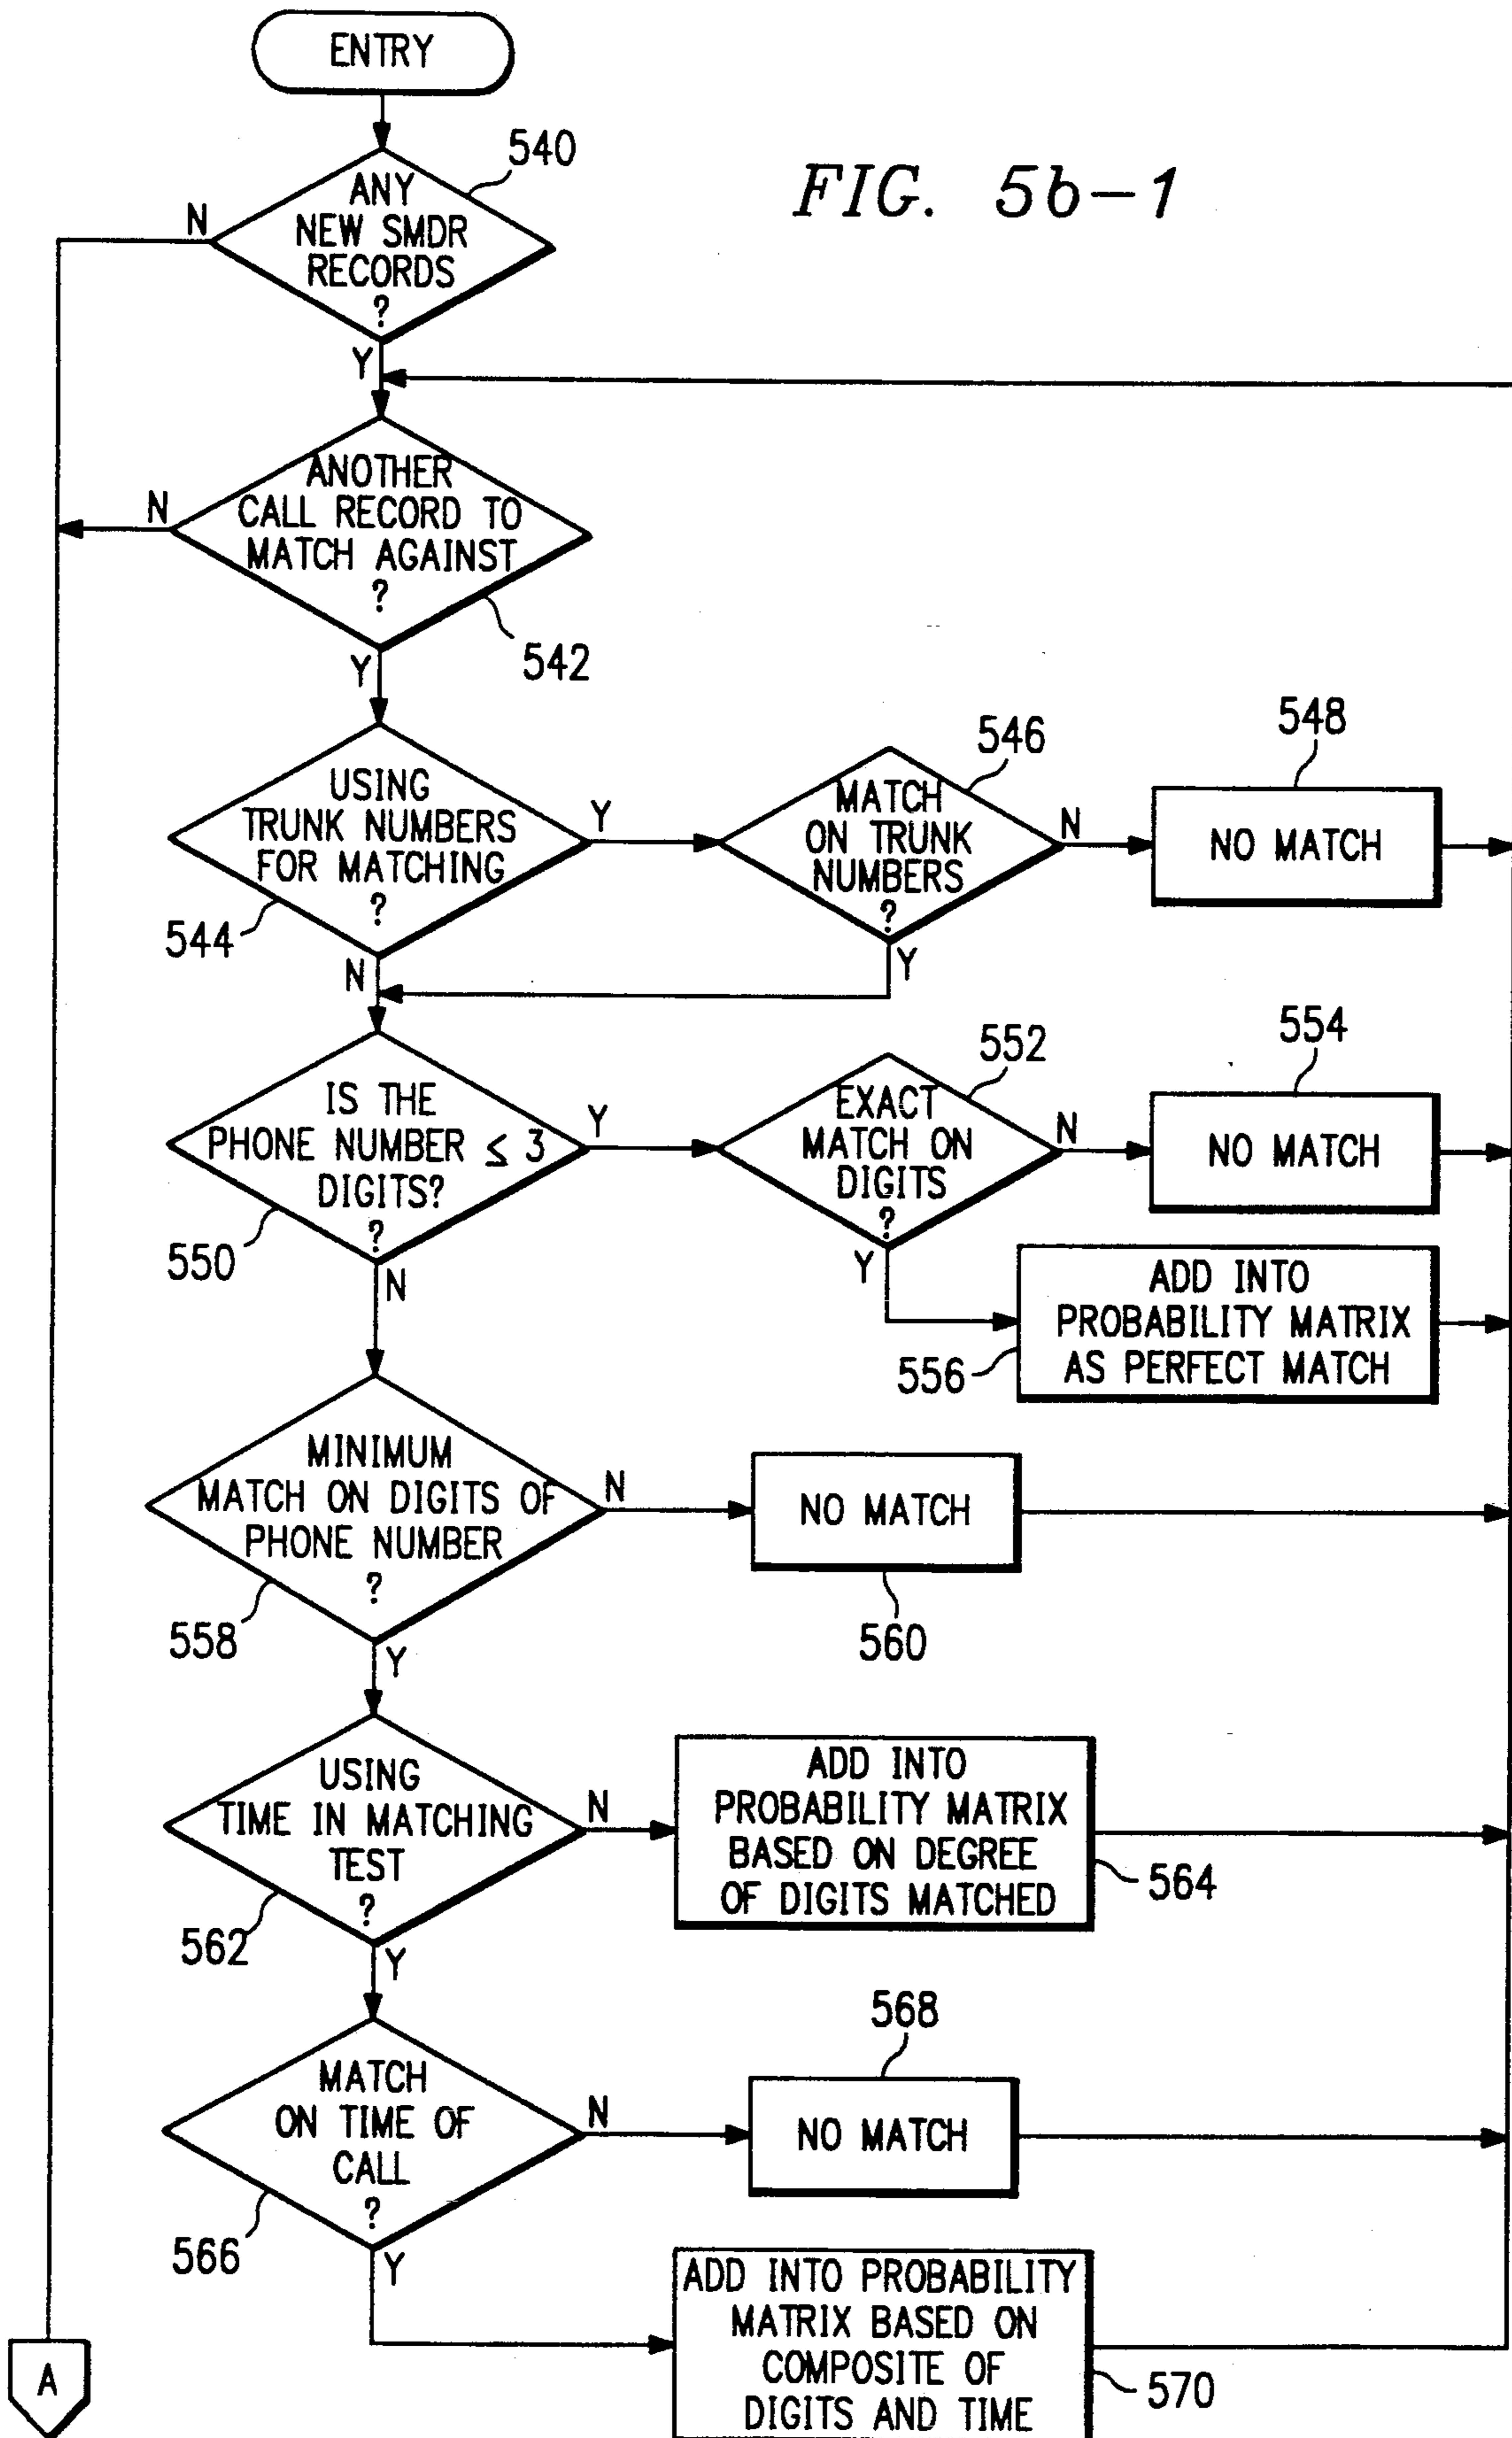 ENTRY
540
FIG. 5b-1
N
ANY
NEW SMDR
RECORDS
?
Y
N
ANOTHER
CALL RECORD TO
MATCH AGAINST
?
542
Y
USING
TRUNK NUMBERS
FOR MATCHING
?
544
Y
N
546
MATCH
ON TRUNK
NUMBERS
?
N
Y
548
NO MATCH
IS THE
PHONE NUMBER ≤ 3
DIGITS?
?
550
Y
N
552
EXACT
MATCH ON
DIGITS
?
N
Y
554
NO MATCH
ADD INTO
PROBABILITY MATRIX
AS PERFECT MATCH
556
MINIMUM
MATCH ON DIGITS OF
PHONE NUMBER
?
558
N
Y
NO MATCH
560
USING
TIME IN MATCHING
TEST
?
562
N
Y
ADD INTO
PROBABILITY MATRIX
BASED ON DEGREE
OF DIGITS MATCHED
564
MATCH
ON TIME OF
CALL
?
566
N
Y
568
NO MATCH
ADD INTO PROBABILITY
MATRIX BASED ON
COMPOSITE OF
DIGITS AND TIME
570
A